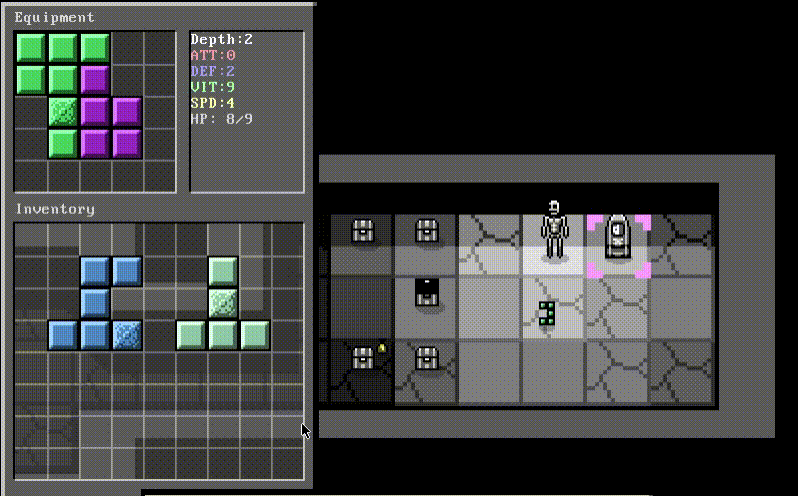 Equipment
Depth:2
ATT:0
DEF:2
VIT:9
SPD:4
HP: 8/9
Inventory